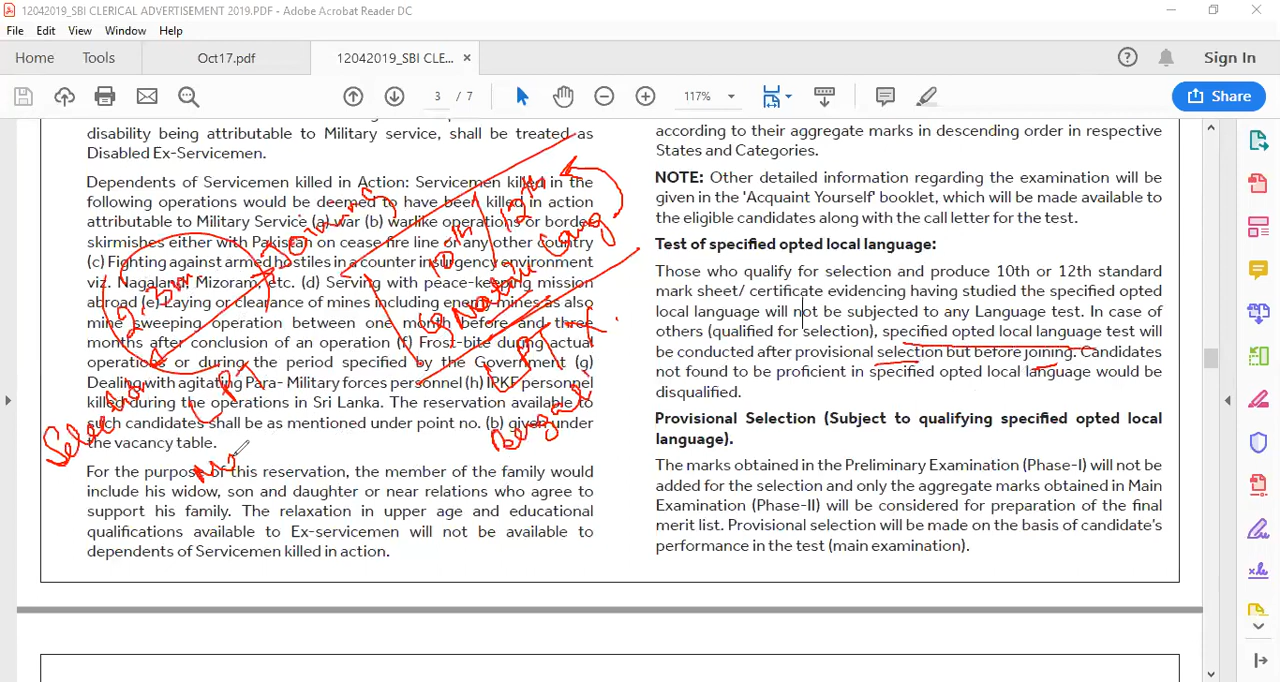 12042019_SBI CLERICAL ADVERTISEMENT 2019.PDF - Adobe Acrobat Reader DC
File Edit View Window Help
Home Tools Oct17.pdf 12042019_SBI CLE... × Sign In
3 / 7 117% Share
disability being attributable to Military service, shall be treated as
Disabled Ex-Servicemen.
Dependents of Servicemen killed in Action: Servicemen killed in the
following operations would be deemed to have been killed in action
attributable to Military Service (a) war (b) warlike operations or border
skirmishes either with Pakistan on cease fire line or any other country
(c) Fighting against armed hostiles in a counter insurgency environment
viz. Nagaland, Mizoram, etc. (d) Serving with peace-keeping mission
abroad (e) Laying or clearance of mines including enemy mines as also
mine sweeping operation between one month before and three
months after conclusion of an operation (f) Frost-bite during actual
operations or during the period specified by the Government (g)
Dealing with agitating Para- Military forces personnel (h) IPKF personnel
killed during the operations in Sri Lanka. The reservation available to
such candidates shall be as mentioned under point no. (b) given under
the vacancy table.
For the purpose of this reservation, the member of the family would
include his widow, son and daughter or near relations who agree to
support his family. The relaxation in upper age and educational
qualifications available to Ex-servicemen will not be available to
dependents of Servicemen killed in action.
Joining
10th / 12th
Native Lang.
2-3m
LPT
Selection
LPT
Bengal
according to their aggregate marks in descending order in respective
States and Categories.
NOTE: Other detailed information regarding the examination will be
given in the 'Acquaint Yourself' booklet, which will be made available to
the eligible candidates along with the call letter for the test.
Test of specified opted local language:
Those who qualify for selection and produce 10th or 12th standard
mark sheet/ certificate evidencing having studied the specified opted
local language will not be subjected to any Language test. In case of
others (qualified for selection), specified opted local language test will
be conducted after provisional selection but before joining. Candidates
not found to be proficient in specified opted local language would be
disqualified.
Provisional Selection (Subject to qualifying specified opted local
language).
The marks obtained in the Preliminary Examination (Phase-I) will not be
added for the selection and only the aggregate marks obtained in Main
Examination (Phase-II) will be considered for preparation of the final
merit list. Provisional selection will be made on the basis of candidate's
performance in the test (main examination).